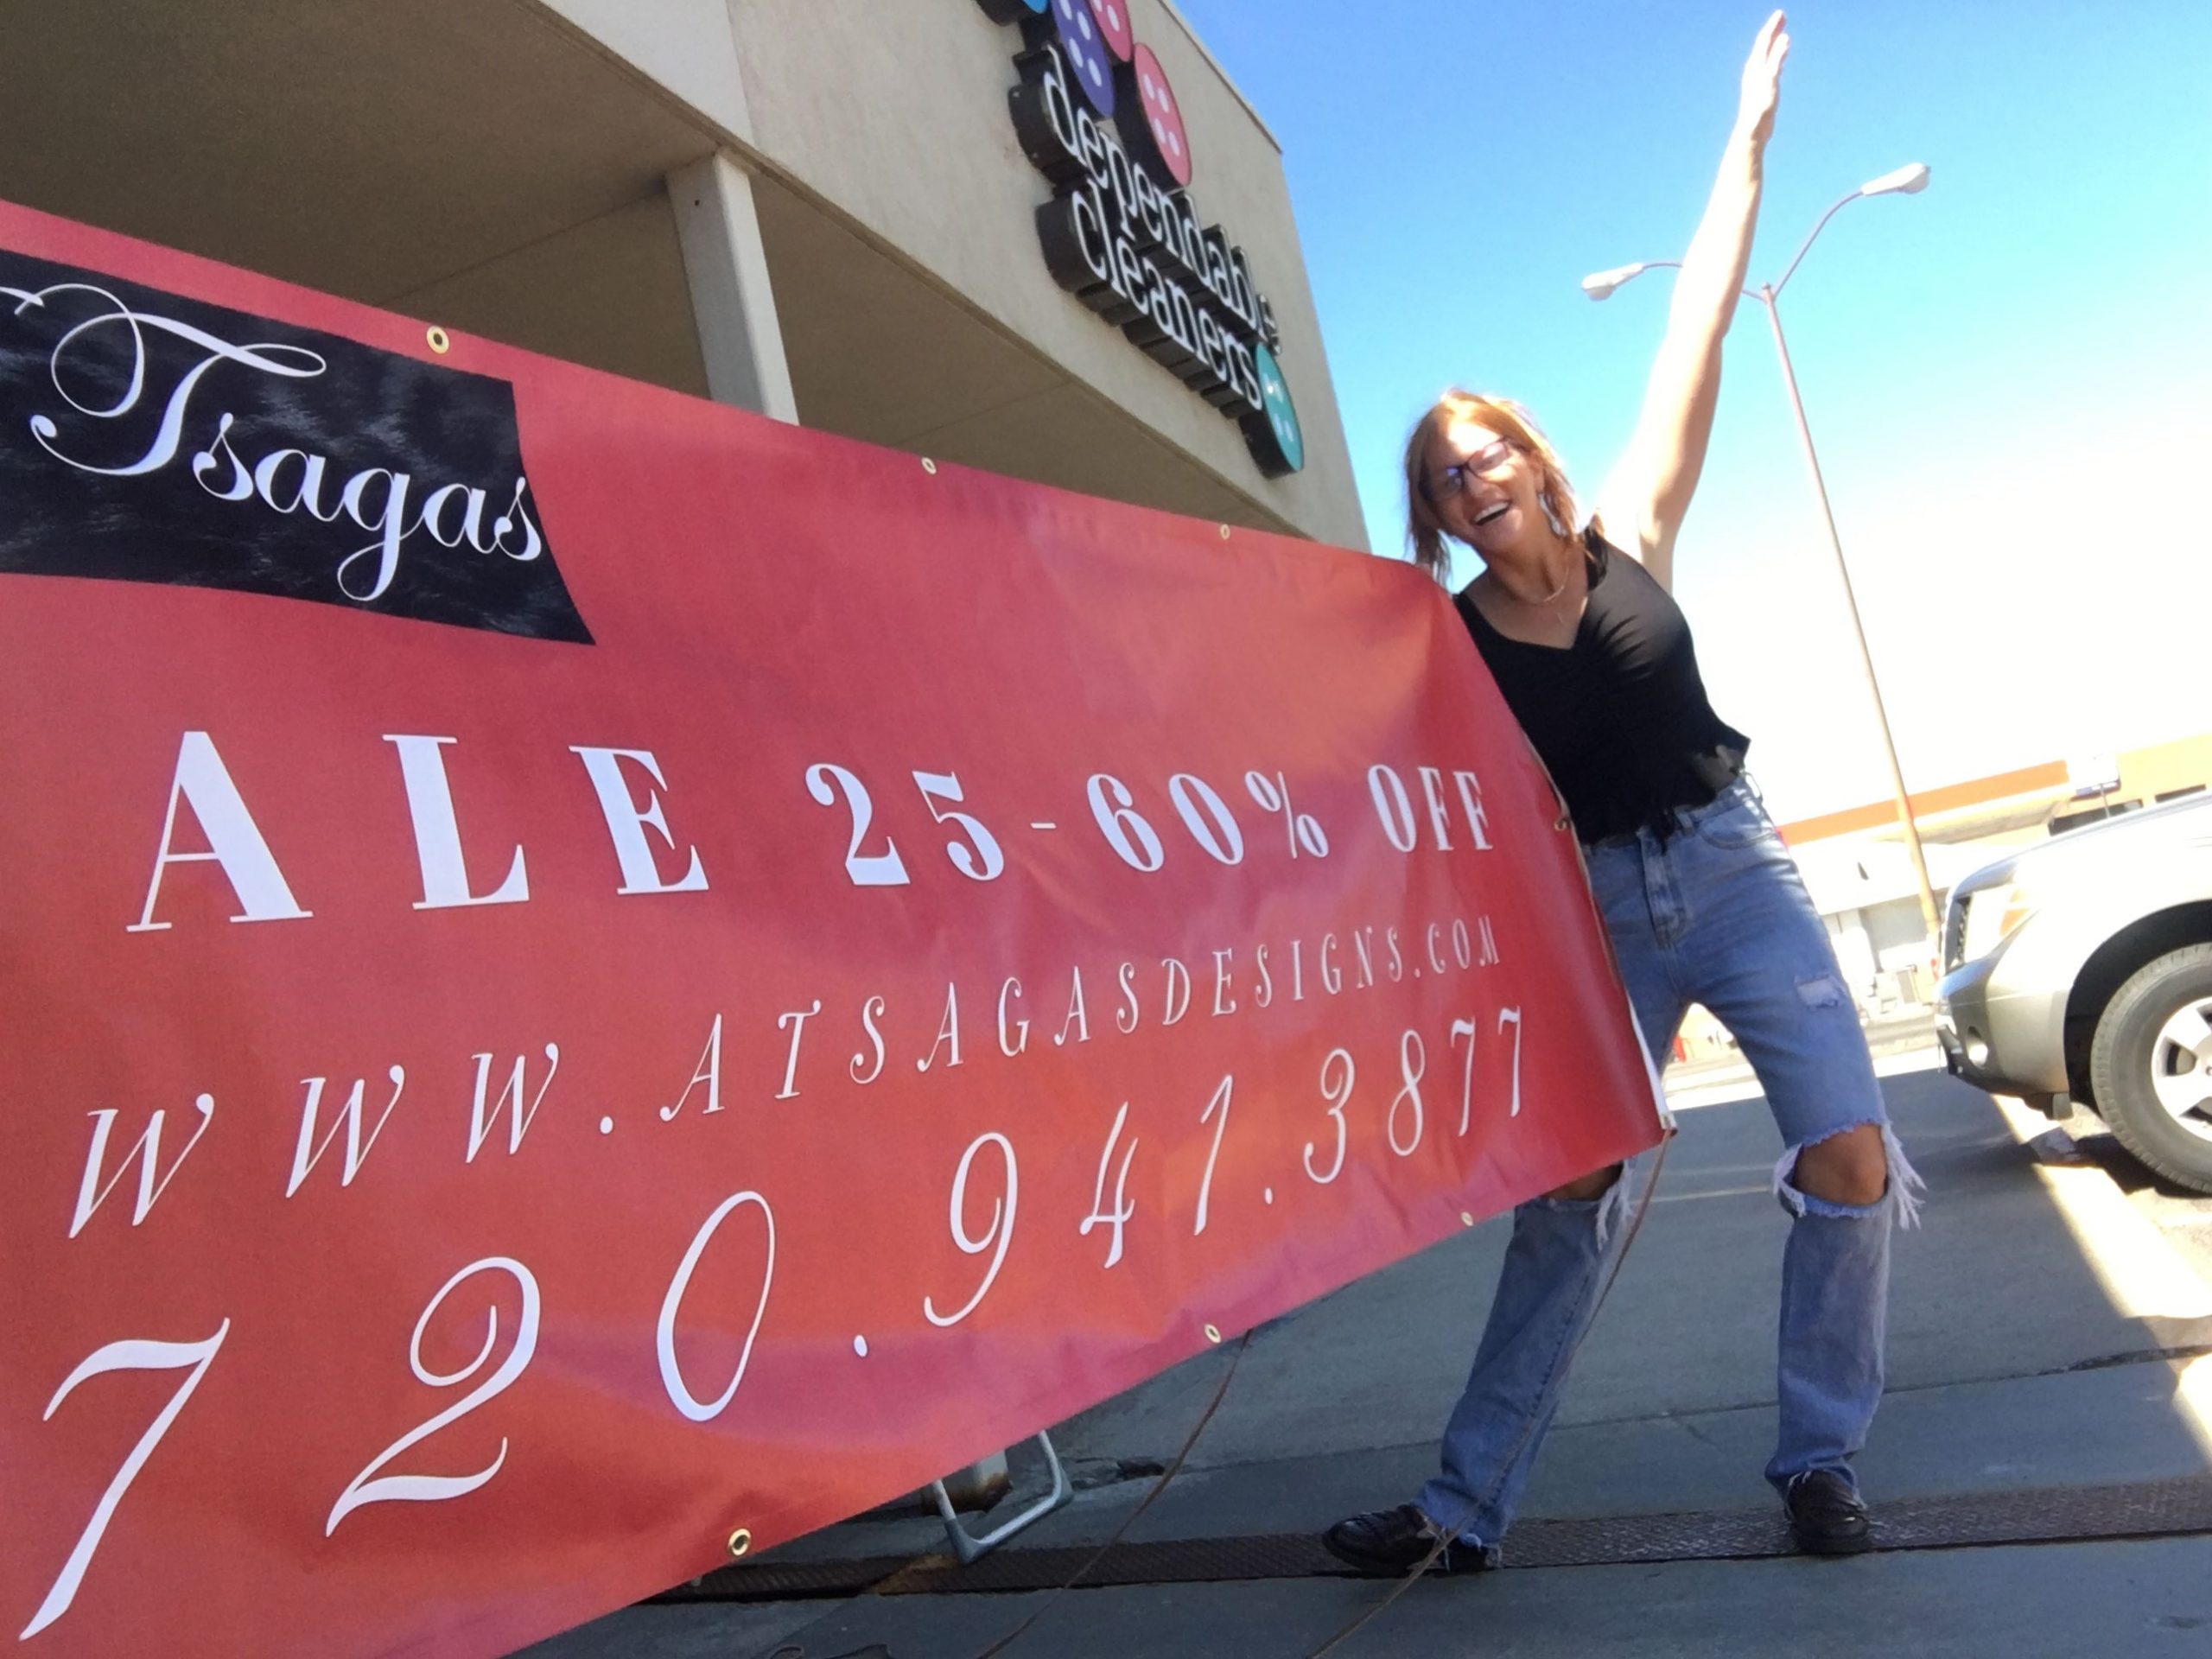 dependable
cleaners
Tsagas
ALE 25-60% OFF
WWW.ATSAGASDESIGNS.COM
720.941.3877